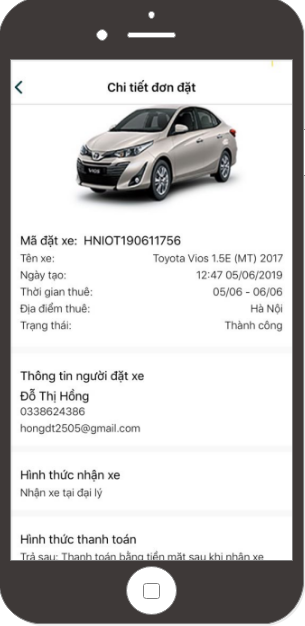 Chi tiết đơn đặt
Mã đặt xe: HNIOT190611756
Tên xe: Toyota Vios 1.5E (MT) 2017
Ngày tạo: 12:47 05/06/2019
Thời gian thuê: 05/06 - 06/06
Địa điểm thuê: Hà Nội
Trạng thái: Thành công
Thông tin người đặt xe
Đỗ Thị Hồng
0338624386
hongdt2505@gmail.com
Hình thức nhận xe
Nhận xe tại đại lý
Hình thức thanh toán
Trả sau: Thanh toán bằng tiền mặt sau khi nhận xe